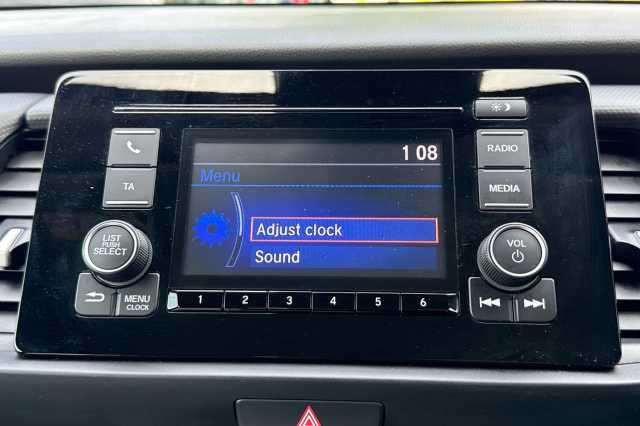 1 08
RADIO
Menu
TA
MEDIA
Adjust clock
LIST
PUSH
SELECT
VOL
Sound
MENU
CLOCK
1 2 3 4 5 6